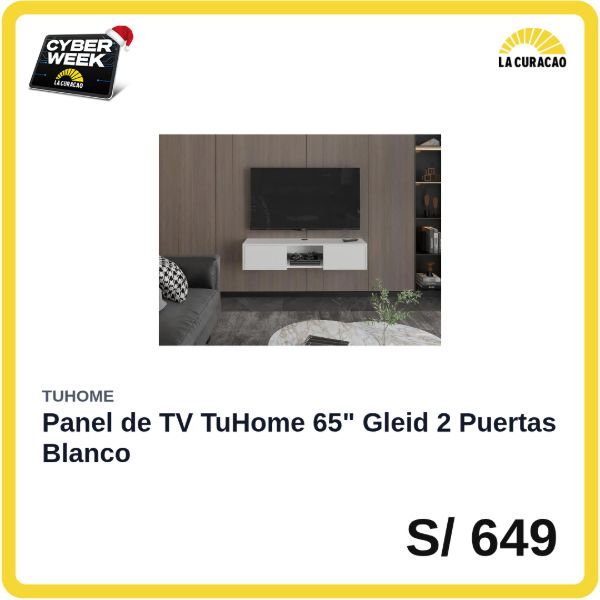 CYBER
WEEK
LA CURACAO
LA CURACAO
TUHOME
Panel de TV TuHome 65" Gleid 2 Puertas
Blanco
S/ 649